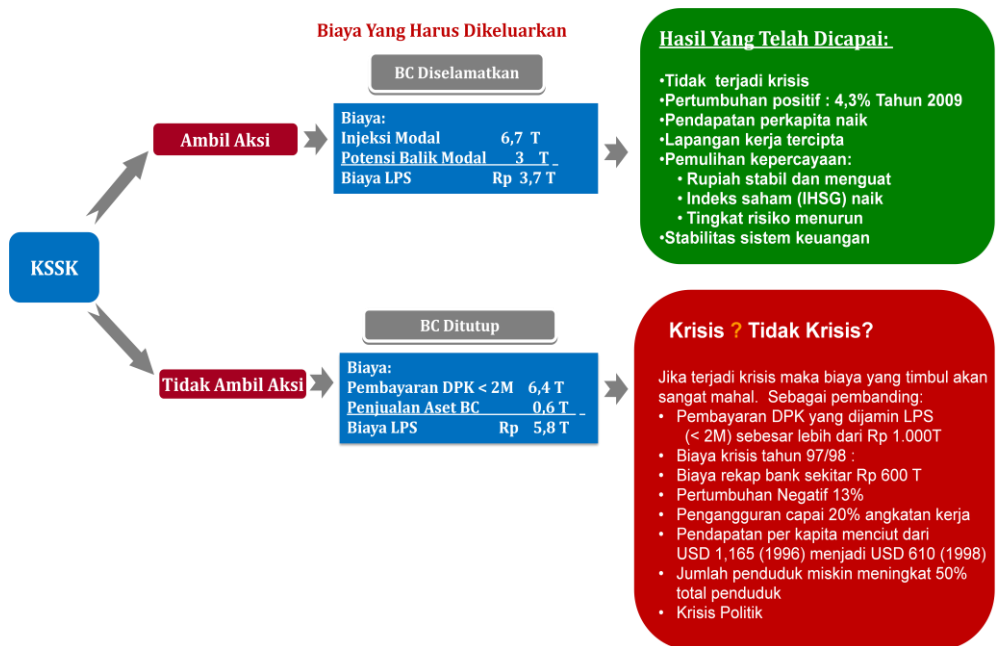 Biaya Yang Harus Dikeluarkan
KSSK
Ambil Aksi
BC Diselamatkan
Biaya:
Injeksi Modal 6,7 T
Potensi Balik Modal 3 T
Biaya LPS Rp 3,7 T
Hasil Yang Telah Dicapai:
•Tidak terjadi krisis
•Pertumbuhan positif : 4,3% Tahun 2009
•Pendapatan perkapita naik
•Lapangan kerja tercipta
•Pemulihan kepercayaan:
• Rupiah stabil dan menguat
• Indeks saham (IHSG) naik
• Tingkat risiko menurun
•Stabilitas sistem keuangan
Tidak Ambil Aksi
BC Ditutup
Biaya:
Pembayaran DPK < 2M 6,4 T
Penjualan Aset BC 0,6 T
Biaya LPS Rp 5,8 T
Krisis ? Tidak Krisis?
Jika terjadi krisis maka biaya yang timbul akan
sangat mahal. Sebagai pembanding:
• Pembayaran DPK yang dijamin LPS
(< 2M) sebesar lebih dari Rp 1.000T
• Biaya krisis tahun 97/98 :
• Biaya rekap bank sekitar Rp 600 T
• Pertumbuhan Negatif 13%
• Pengangguran capai 20% angkatan kerja
• Pendapatan per kapita menciut dari
USD 1,165 (1996) menjadi USD 610 (1998)
• Jumlah penduduk miskin meningkat 50%
total penduduk
• Krisis Politik